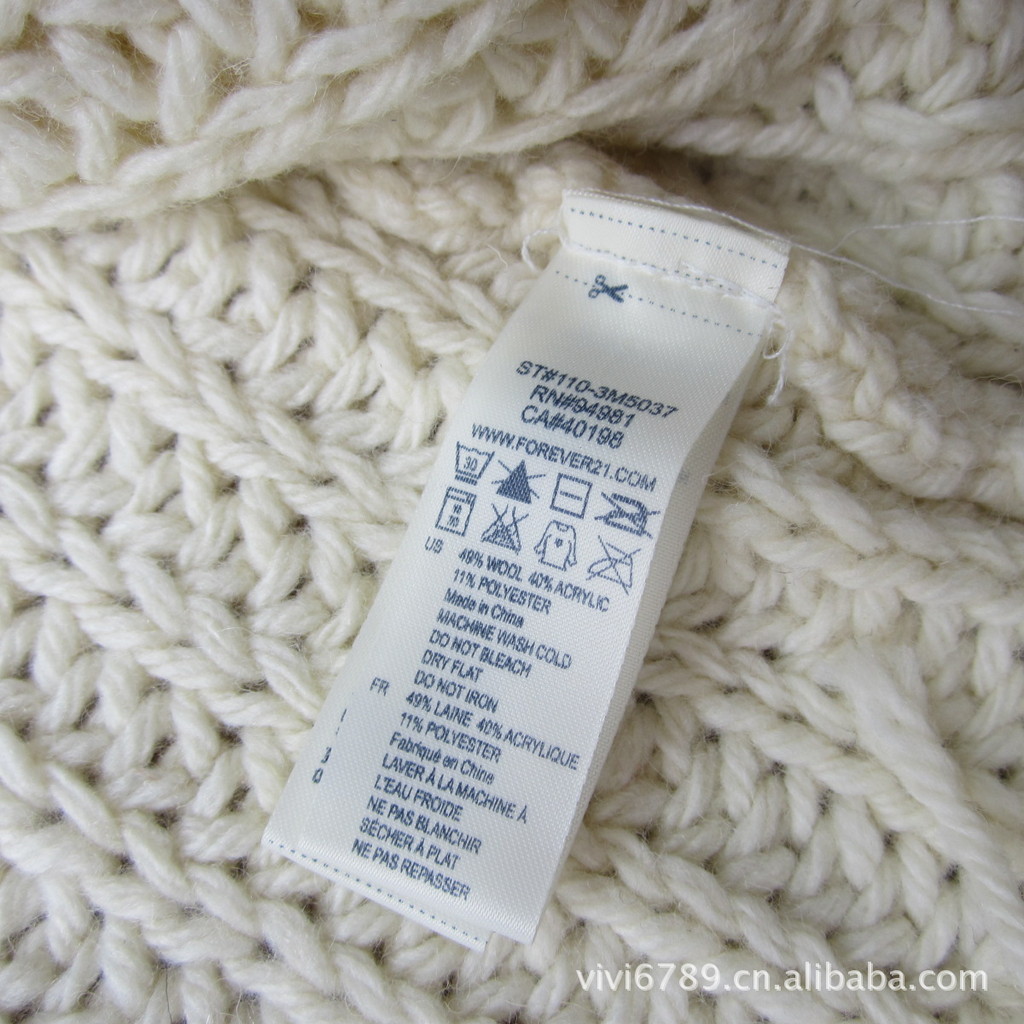 ST#110-3M5037
RN#94981
CA#40198
WWW.FOREVER21.COM
30
US
49% WOOL 40% ACRYLIC
11% POLYESTER
Made in China
MACHINE WASH COLD
DO NOT BLEACH
DRY FLAT
DO NOT IRON
FR
49% LAINE 40% ACRYLIQUE
11% POLYESTER
Fabriqué en Chine
LAVER À LA MACHINE À
L'EAU FROIDE
NE PAS BLANCHIR
SÉCHER À PLAT
NE PAS REPASSER
vivi6789.cn.alibaba.com